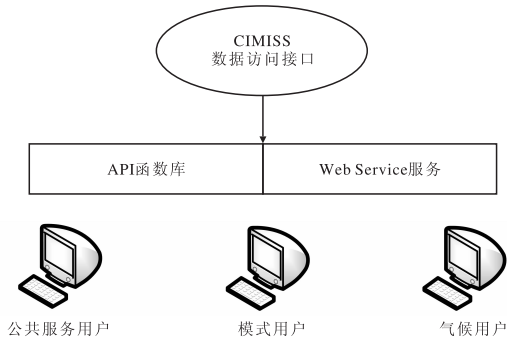 CIMISS
数据访问接口
API函数库
Web Service服务
公共服务用户
模式用户
气候用户